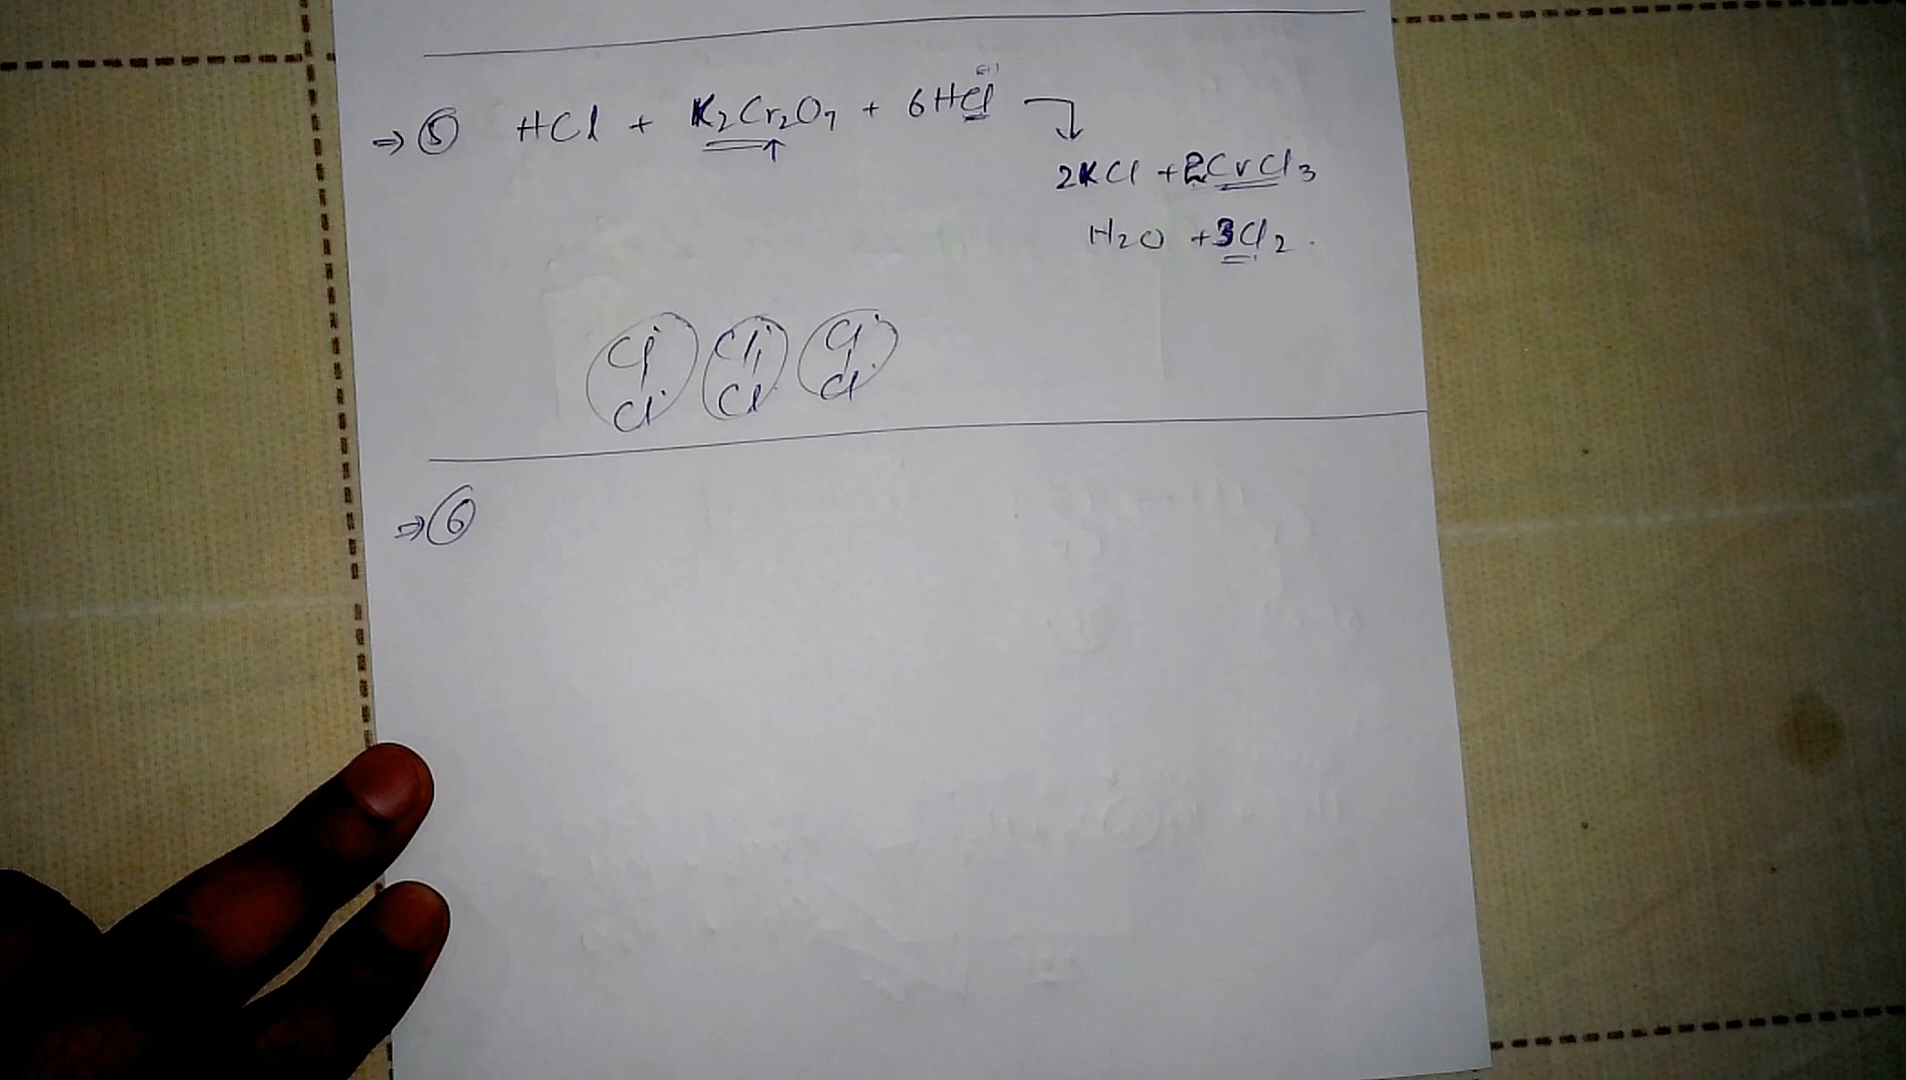 ⇒ ⑤ HCl + K₂Cr₂O₇ + 6HCl
2KCl + 2CrCl₃
H₂O + 3Cl₂.
Cl Cl Cl
Cl Cl Cl
⇒ ⑥